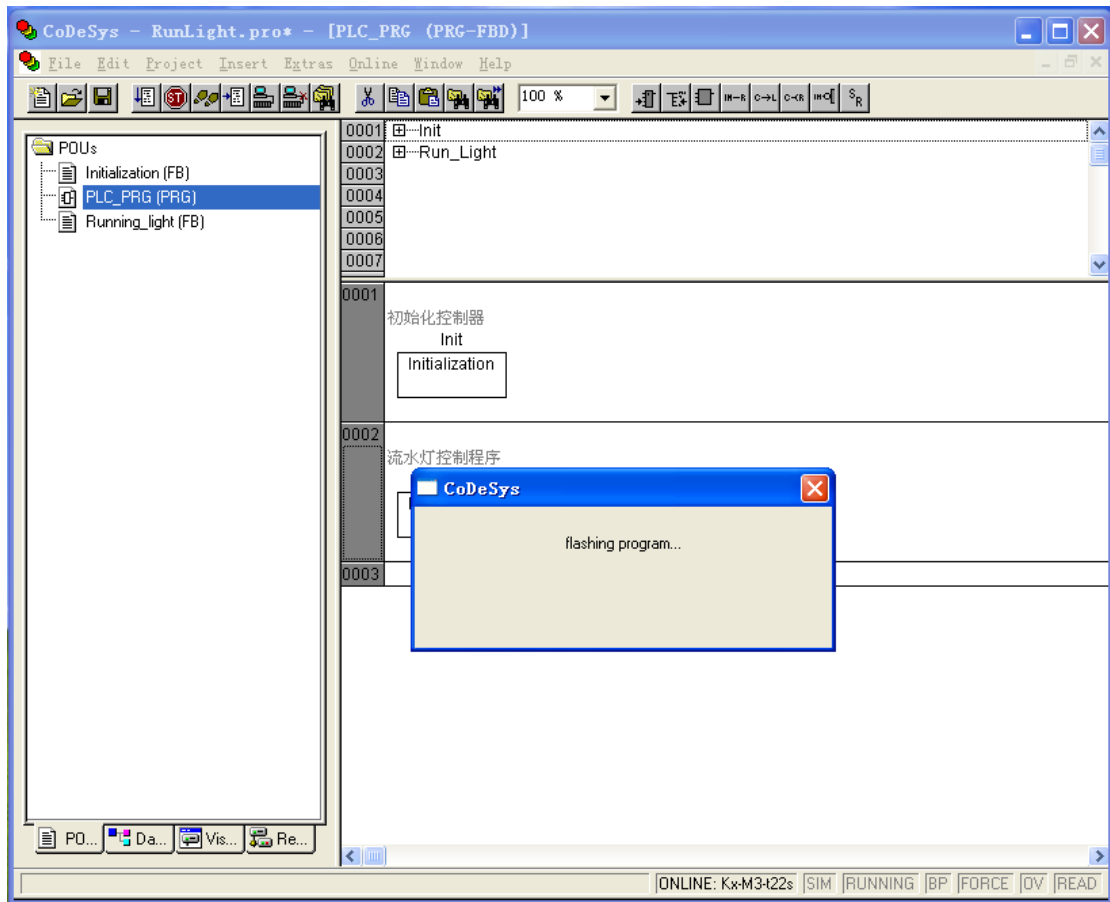 CoDeSys - RunLight.pro* - [PLC_PRG (PRG-FBD)]
File Edit Project Insert Extras Online Window Help
100 %
POUs
Initialization (FB)
PLC_PRG (PRG)
Running_light (FB)
PO...
Da...
Vis...
Re...
0001 Init
0002 Run_Light
0003
0004
0005
0006
0007
0001
初始化控制器
Init
Initialization
0002
流水灯控制程序
CoDeSys
flashing program...
0003
ONLINE: Kx-M3-t22s SIM RUNNING BP FORCE OV READ